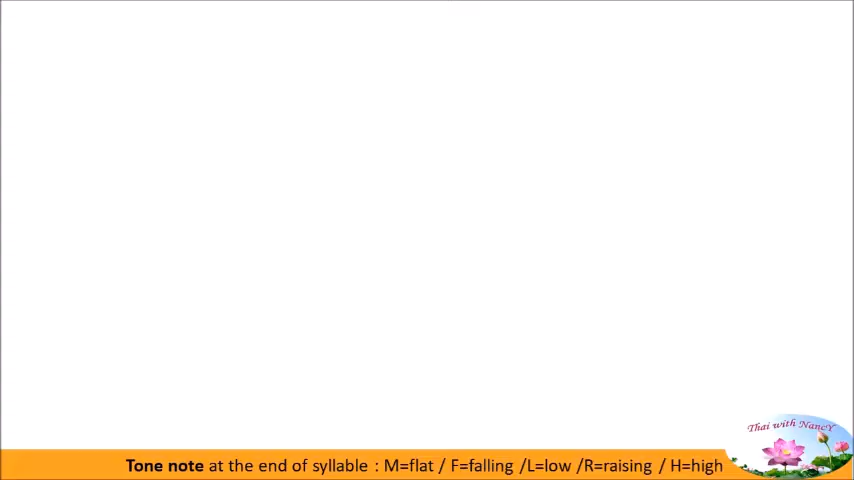 Thai with NancY
Tone note at the end of syllable : M=flat / F=falling /L=low /R=raising / H=high